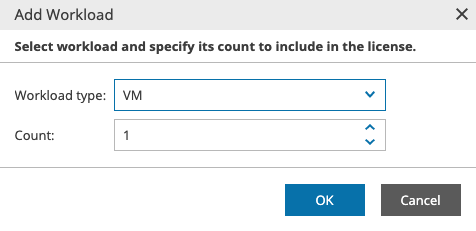 Add Workload
Select workload and specify its count to include in the license.
Workload type: VM
Count: 1
OK Cancel